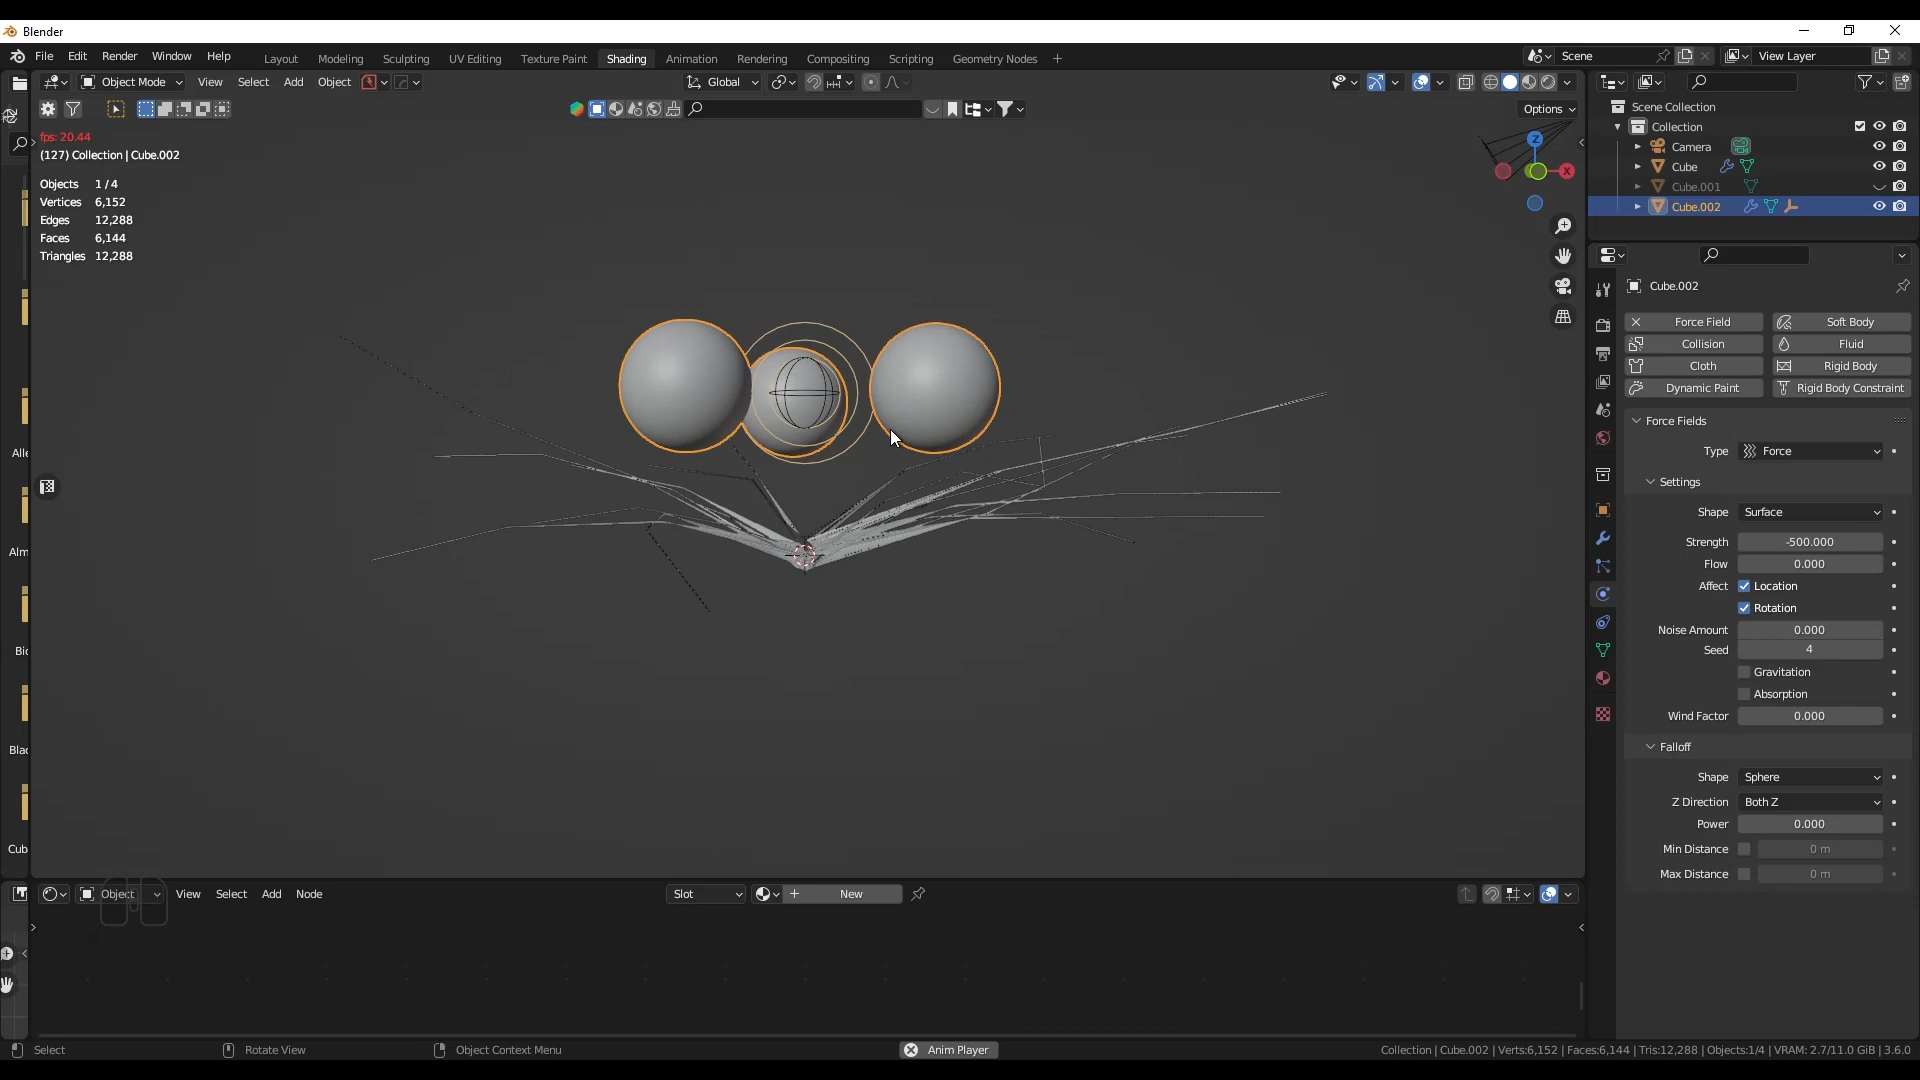 Blender
File Edit Render Window Help Layout Modeling Sculpting UV Editing Texture Paint Shading Animation Rendering Compositing Scripting Geometry Nodes + Scene View Layer
Object Mode View Select Add Object Global
Options
fps: 20.44
(127) Collection | Cube.002
Objects 1 / 4
Vertices 6,152
Edges 12,288
Faces 6,144
Triangles 12,288
Z
X
Alle
Alm
Bio
Blac
Cub
Scene Collection
Collection
Camera
Cube
Cube.001
Cube.002
Cube.002
Force Field Soft Body
Collision Fluid
Cloth Rigid Body
Dynamic Paint Rigid Body Constraint
Force Fields
Type Force
Settings
Shape Surface
Strength -500.000
Flow 0.000
Affect Location
Rotation
Noise Amount 0.000
Seed 4
Gravitation
Absorption
Wind Factor 0.000
Falloff
Shape Sphere
Z Direction Both Z
Power 0.000
Min Distance 0 m
Max Distance 0 m
Object View Select Add Node Slot New
Select Rotate View Object Context Menu Anim Player Collection | Cube.002 | Verts:6,152 | Faces:6,144 | Tris:12,288 | Objects:1/4 | VRAM: 2.7/11.0 GiB | 3.6.0